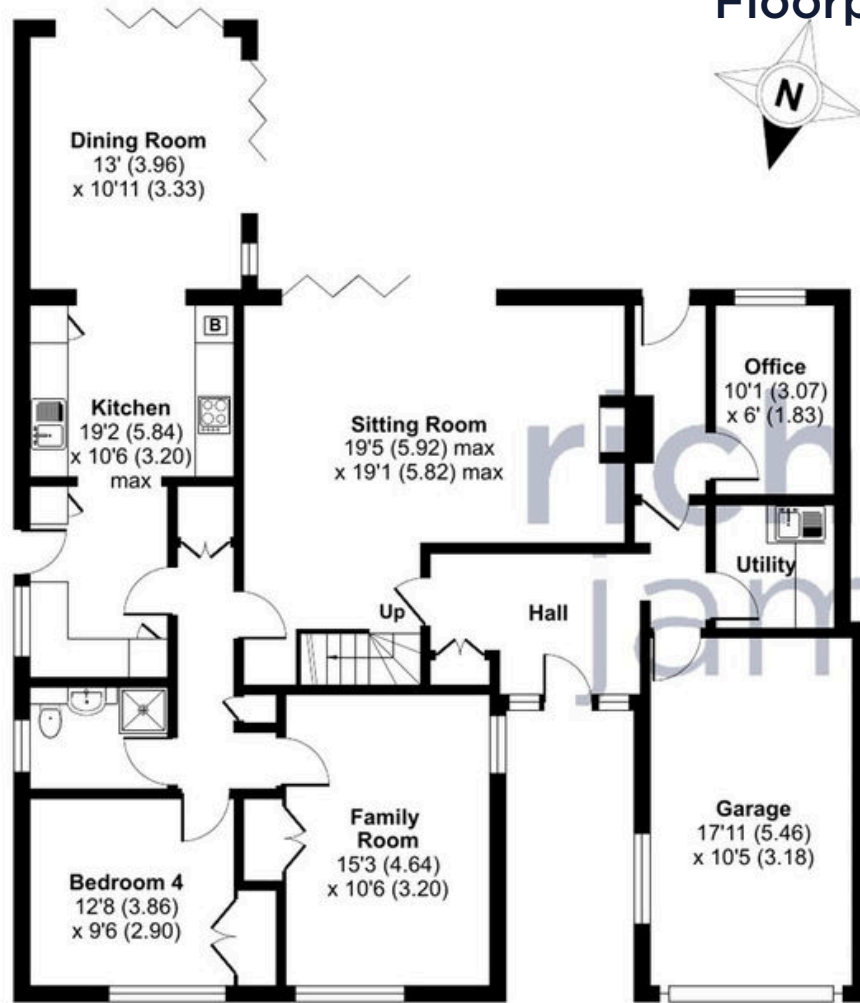 Floorp
N
Dining Room
13' (3.96)
x 10'11 (3.33)
B
Kitchen
19'2 (5.84)
x 10'6 (3.20)
max
Sitting Room
19'5 (5.92) max
x 19'1 (5.82) max
Office
10'1 (3.07)
x 6' (1.83)
rich
jam
Utility
Up
Hall
Family
Room
15'3 (4.64)
x 10'6 (3.20)
Garage
17'11 (5.46)
x 10'5 (3.18)
Bedroom 4
12'8 (3.86)
x 9'6 (2.90)